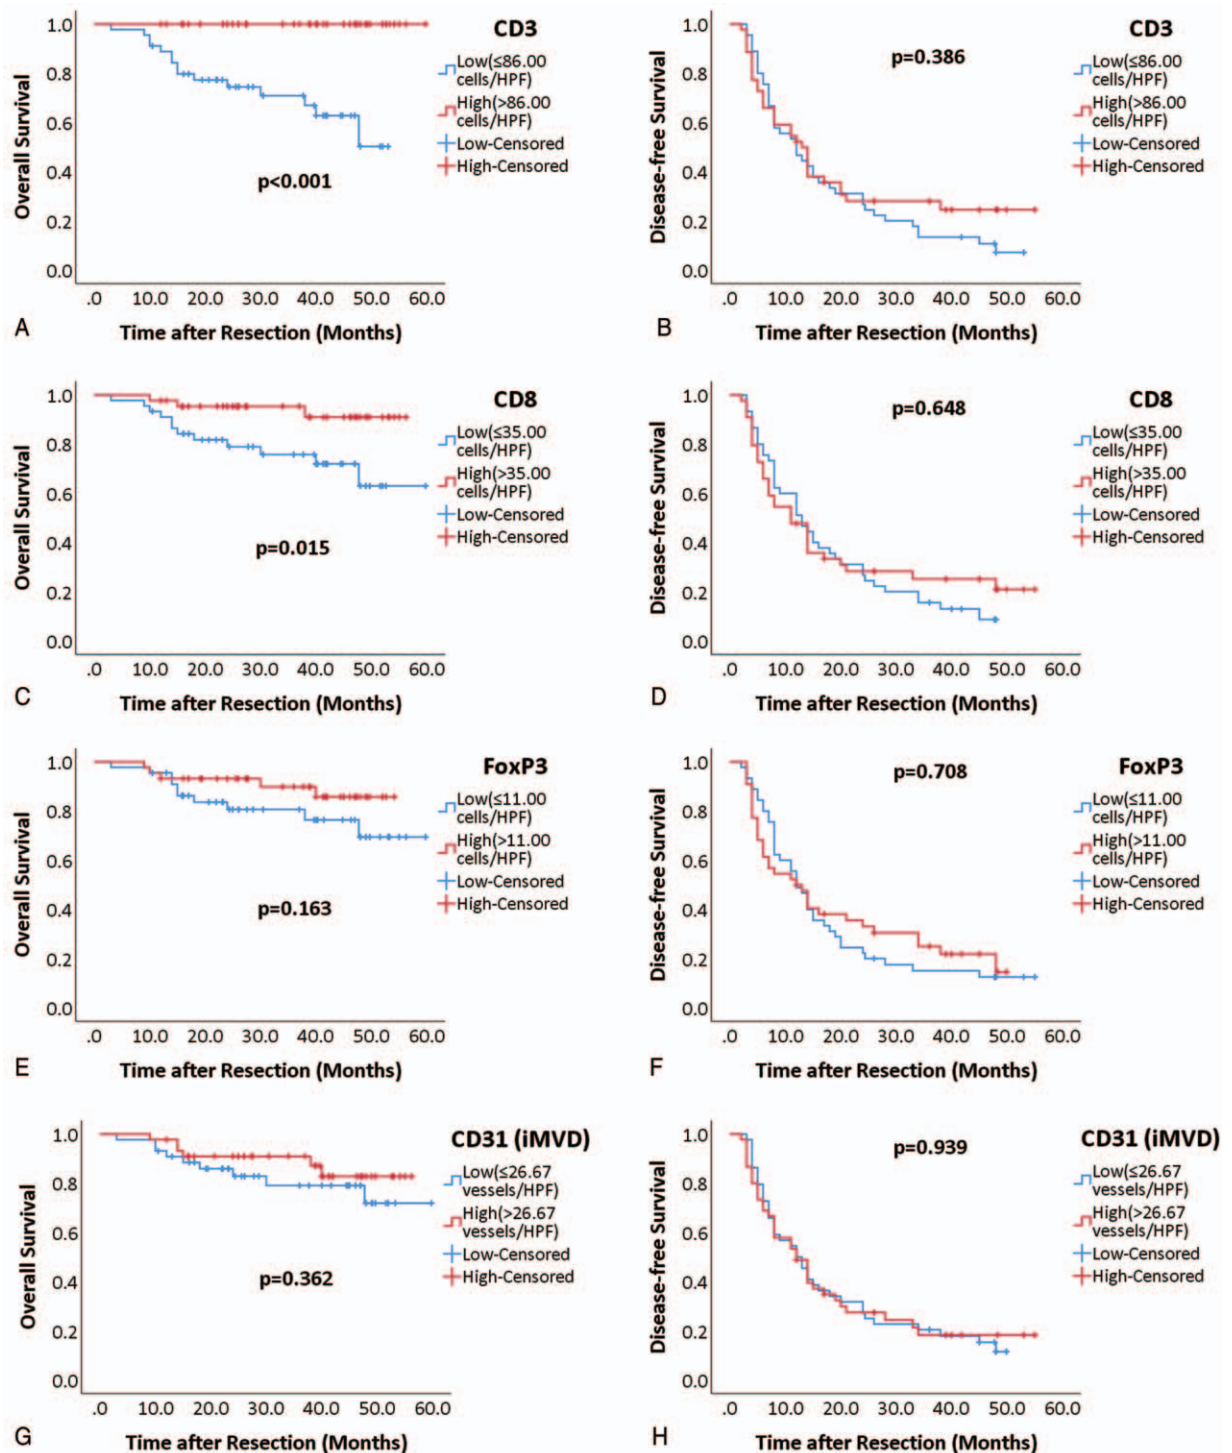 CD3
Low(≤86.00
cells/HPF)
High(>86.00
cells/HPF)
Low-Censored
High-Censored
p<0.001
Overall Survival
1.0
0.8
0.6
0.4
0.2
0.0
.0 10.0 20.0 30.0 40.0 50.0 60.0
Time after Resection (Months)
A
CD3
Low(≤86.00
cells/HPF)
High(>86.00
cells/HPF)
Low-Censored
High-Censored
p=0.386
Disease-free Survival
1.0
0.8
0.6
0.4
0.2
0.0
.0 10.0 20.0 30.0 40.0 50.0 60.0
Time after Resection (Months)
B
CD8
Low(≤35.00
cells/HPF)
High(>35.00
cells/HPF)
Low-Censored
High-Censored
p=0.015
Overall Survival
1.0
0.8
0.6
0.4
0.2
0.0
.0 10.0 20.0 30.0 40.0 50.0 60.0
Time after Resection (Months)
C
CD8
Low(≤35.00
cells/HPF)
High(>35.00
cells/HPF)
Low-Censored
High-Censored
p=0.648
Disease-free Survival
1.0
0.8
0.6
0.4
0.2
0.0
.0 10.0 20.0 30.0 40.0 50.0 60.0
Time after Resection (Months)
D
FoxP3
Low(≤11.00
cells/HPF)
High(>11.00
cells/HPF)
Low-Censored
High-Censored
p=0.163
Overall Survival
1.0
0.8
0.6
0.4
0.2
0.0
.0 10.0 20.0 30.0 40.0 50.0 60.0
Time after Resection (Months)
E
FoxP3
Low(≤11.00
cells/HPF)
High(>11.00
cells/HPF)
Low-Censored
High-Censored
p=0.708
Disease-free Survival
1.0
0.8
0.6
0.4
0.2
0.0
.0 10.0 20.0 30.0 40.0 50.0 60.0
Time after Resection (Months)
F
CD31 (iMVD)
Low(≤26.67
vessels/HPF)
High(>26.67
vessels/HPF)
Low-Censored
High-Censored
p=0.362
Overall Survival
1.0
0.8
0.6
0.4
0.2
0.0
.0 10.0 20.0 30.0 40.0 50.0 60.0
Time after Resection (Months)
G
CD31 (iMVD)
Low(≤26.67
vessels/HPF)
High(>26.67
vessels/HPF)
Low-Censored
High-Censored
p=0.939
Disease-free Survival
1.0
0.8
0.6
0.4
0.2
0.0
.0 10.0 20.0 30.0 40.0 50.0 60.0
Time after Resection (Months)
H